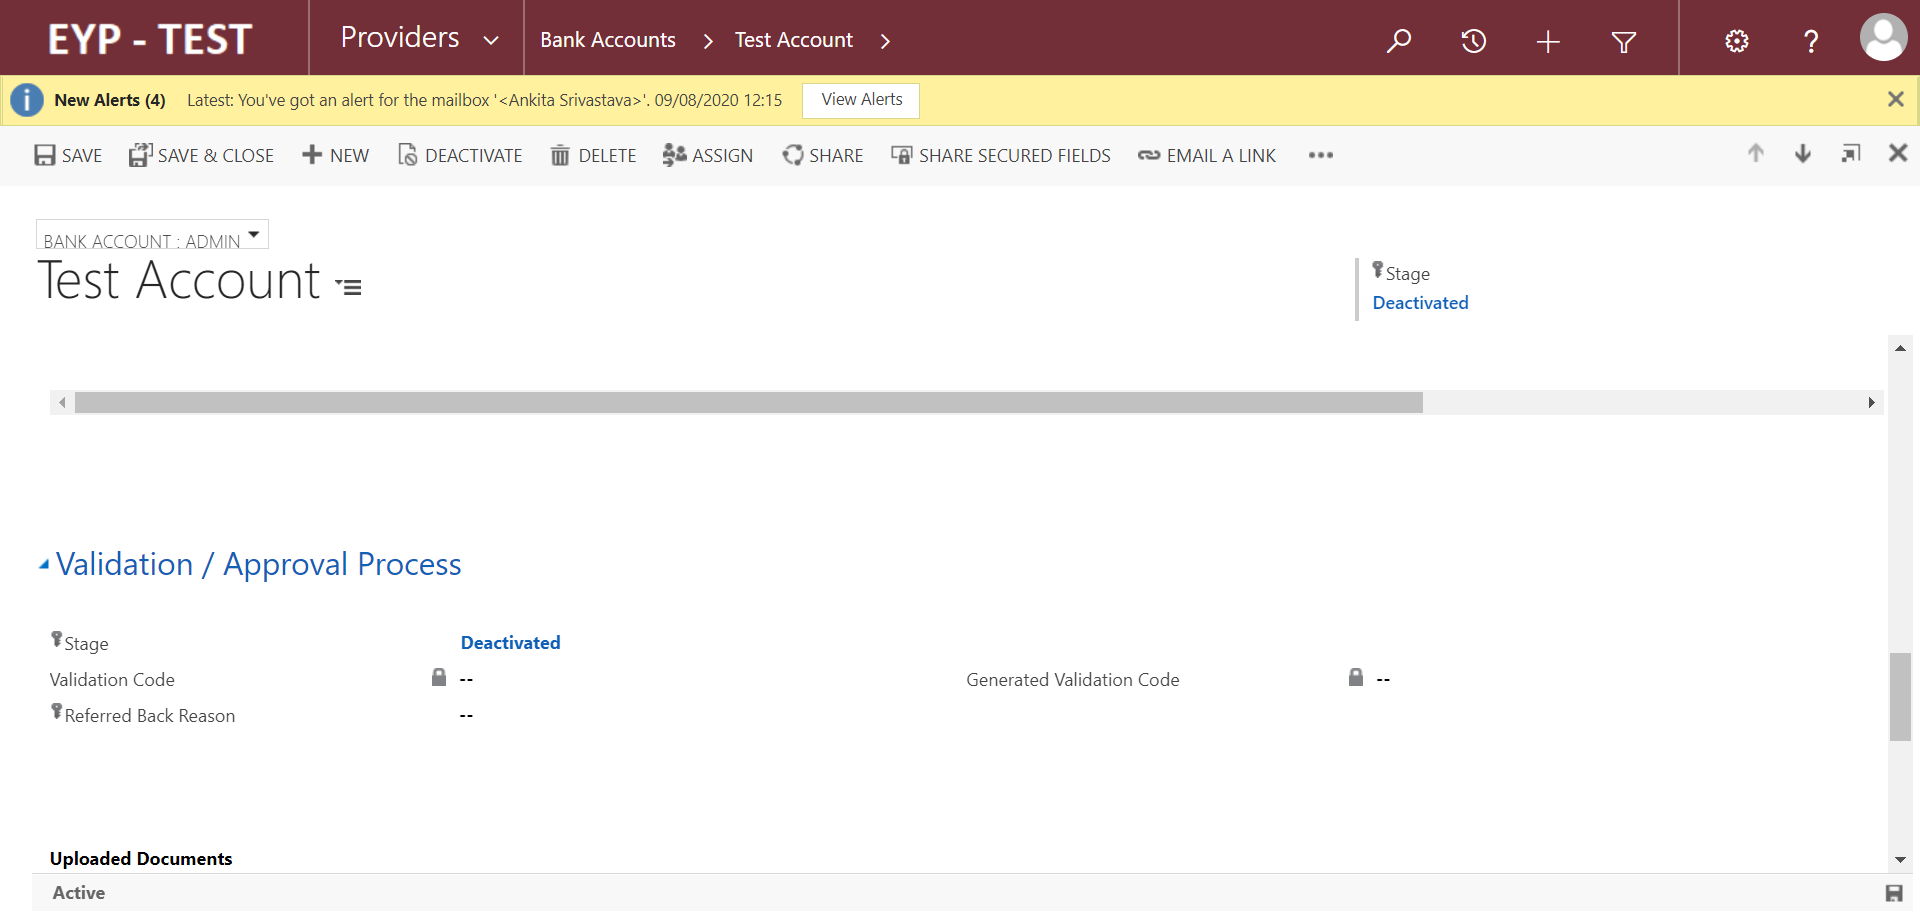 EYP - TEST
Providers
Bank Accounts
Test Account
New Alerts (4) Latest: You've got an alert for the mailbox '<Ankita Srivastava>'. 09/08/2020 12:15 View Alerts
SAVE SAVE & CLOSE NEW DEACTIVATE DELETE ASSIGN SHARE SHARE SECURED FIELDS EMAIL A LINK
BANK ACCOUNT : ADMIN
Test Account
Stage
Deactivated
Validation / Approval Process
Stage Deactivated
Validation Code -- Generated Validation Code --
Referred Back Reason --
Uploaded Documents
Active